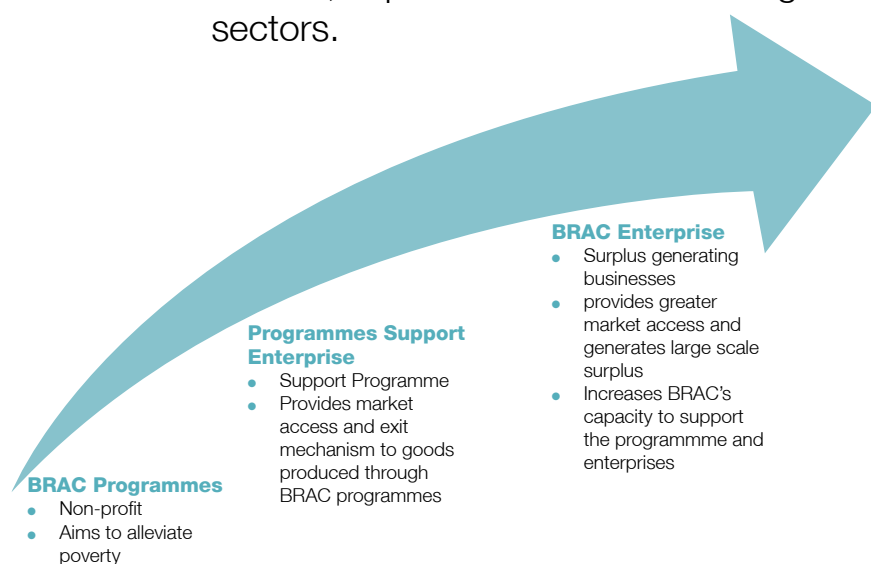 sectors.
BRAC Enterprise
● Surplus generating
businesses
● provides greater
market access and
generates large scale
surplus
● Increases BRAC's
capacity to support
the programmme and
enterprises
Programmes Support
Enterprise
● Support Programme
● Provides market
access and exit
mechanism to goods
produced through
BRAC programmes
BRAC Programmes
● Non-profit
● Aims to alleviate
poverty